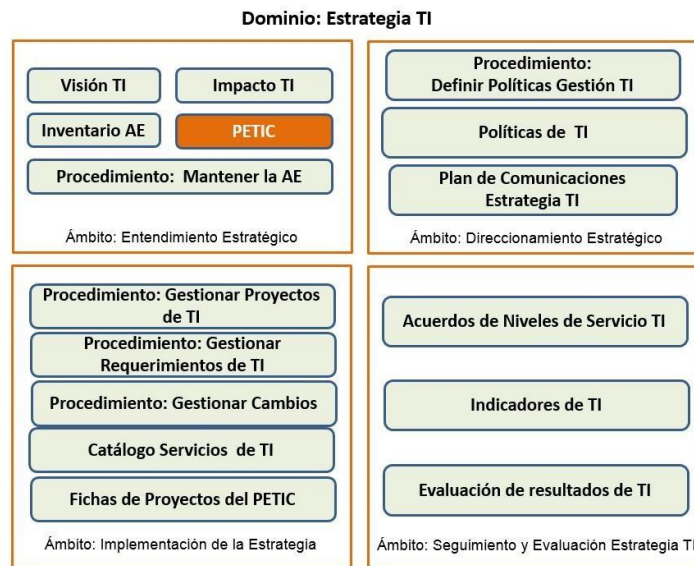 Dominio: Estrategia TI
Visión TI
Impacto TI
Inventario AE
PETIC
Procedimiento: Mantener la AE
Ámbito: Entendimiento Estratégico
Procedimiento:
Definir Políticas Gestión TI
Políticas de TI
Plan de Comunicaciones
Estrategia TI
Ámbito: Direccionamiento Estratégico
Procedimiento: Gestionar Proyectos
de TI
Procedimiento: Gestionar
Requerimientos de TI
Procedimiento: Gestionar Cambios
Catálogo Servicios de TI
Fichas de Proyectos del PETIC
Ámbito: Implementación de la Estrategia
Acuerdos de Niveles de Servicio TI
Indicadores de TI
Evaluación de resultados de TI
Ámbito: Seguimiento y Evaluación Estrategia TI